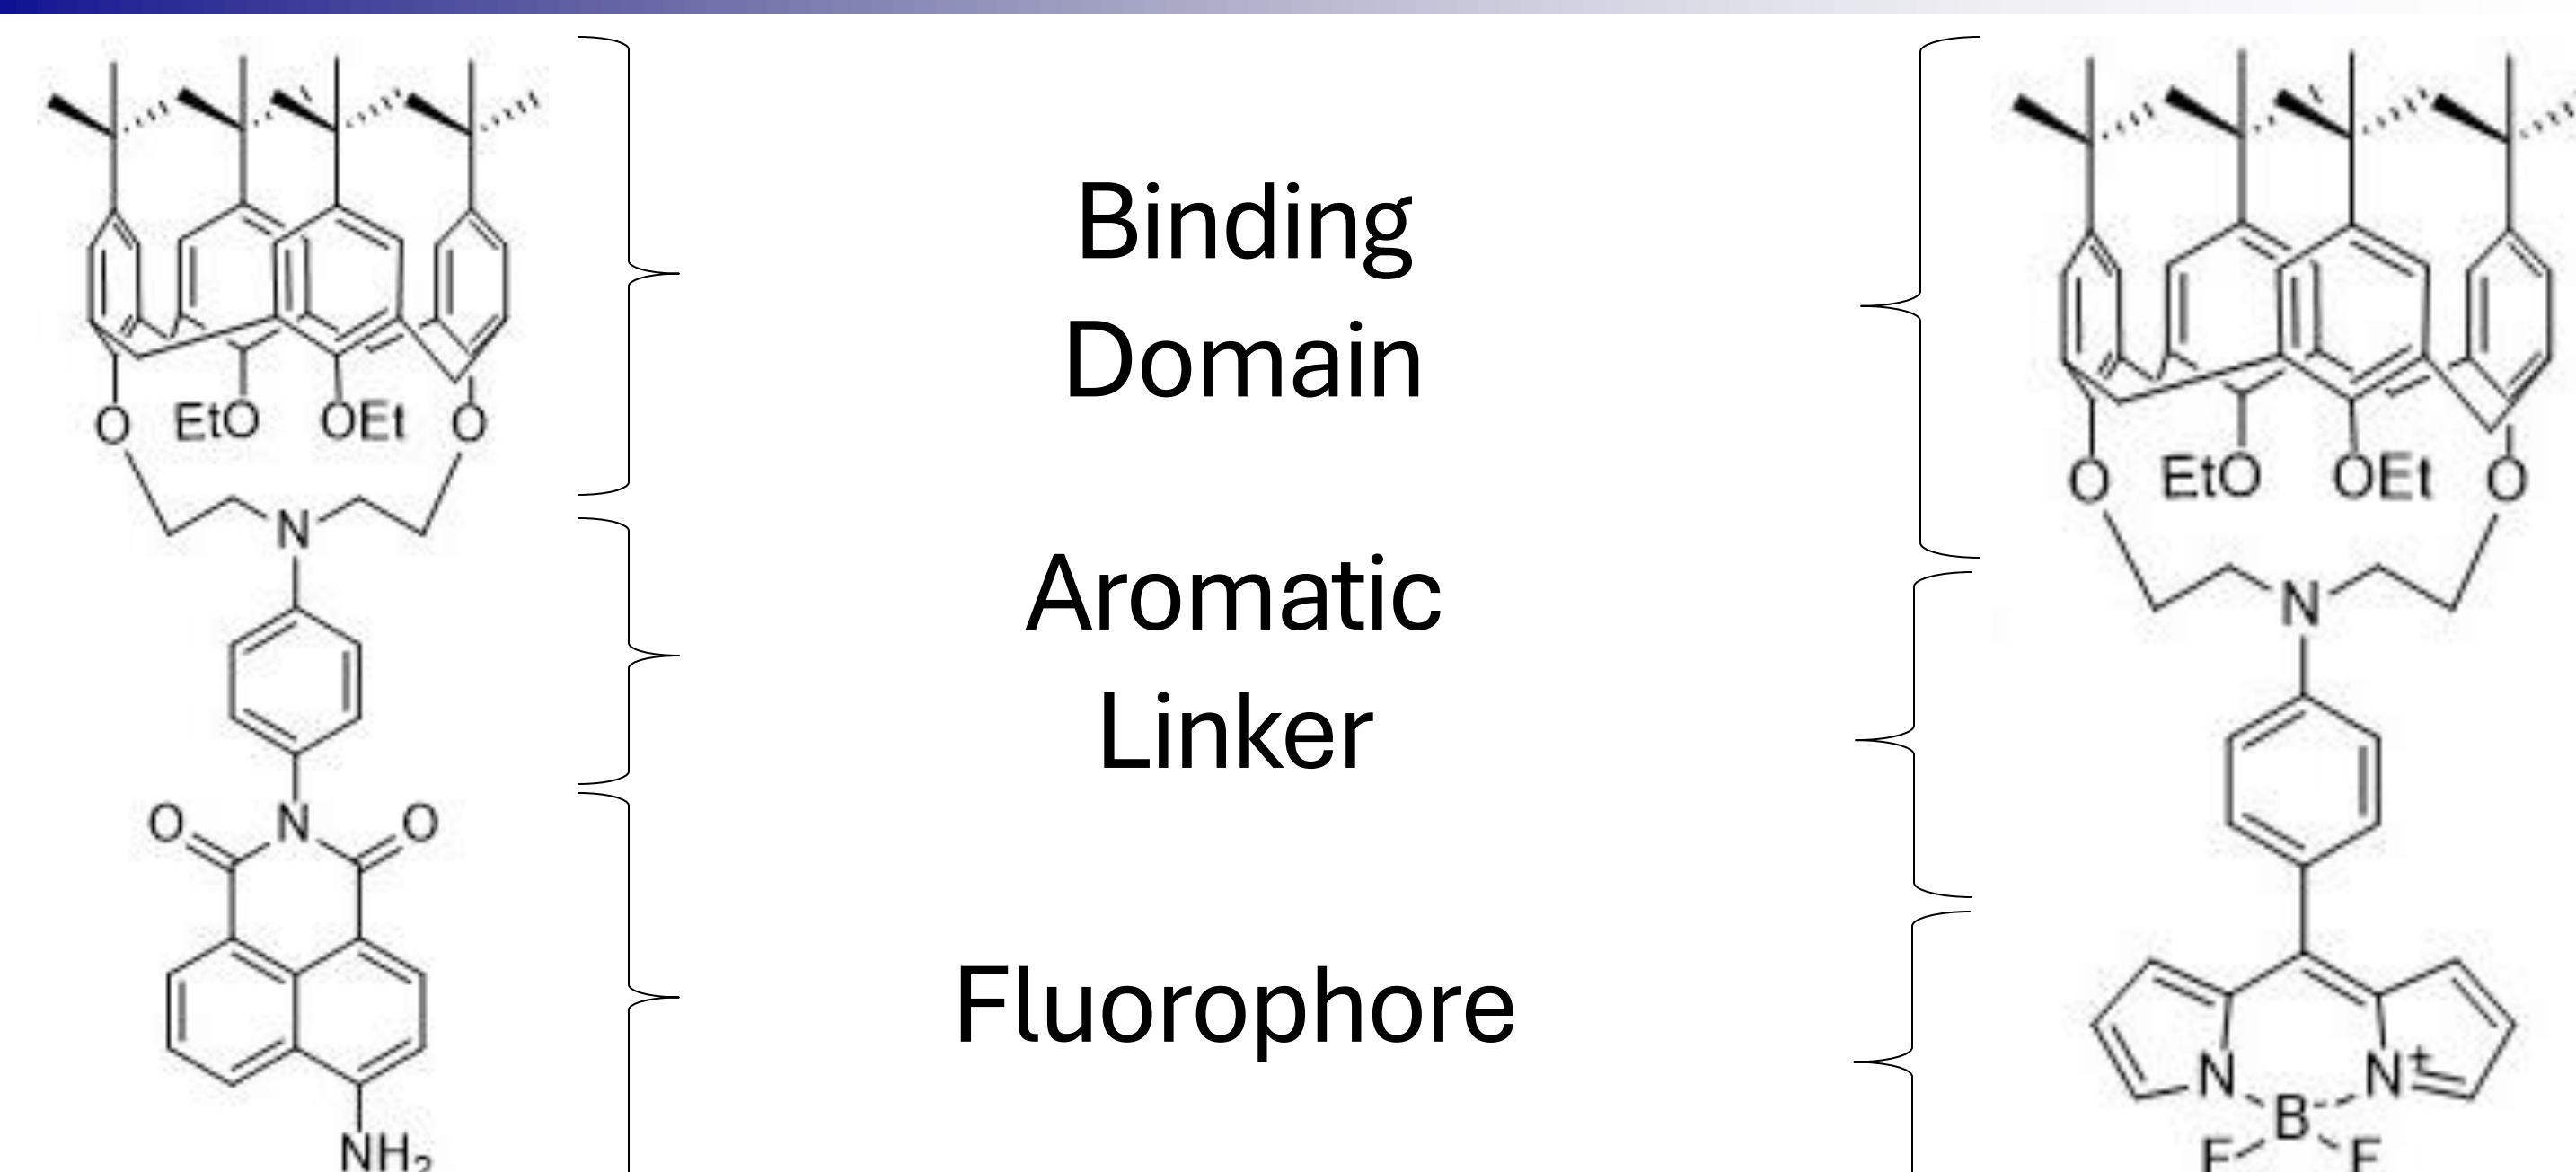 Binding
Domain
Aromatic
Linker
Fluorophore
O EtO OEt O
N
O N O
NH2
O EtO OEt O
N
N N+
B
F F